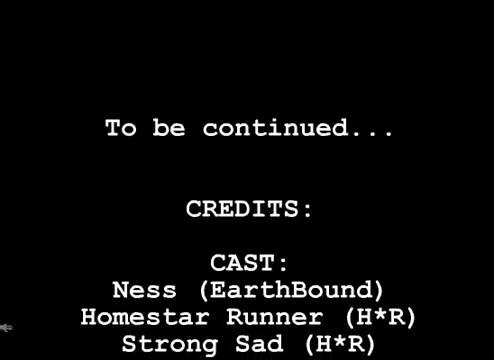 To be continued...
CREDITS:
CAST:
Ness (EarthBound)
Homestar Runner (H*R)
Strong Sad (H*R)